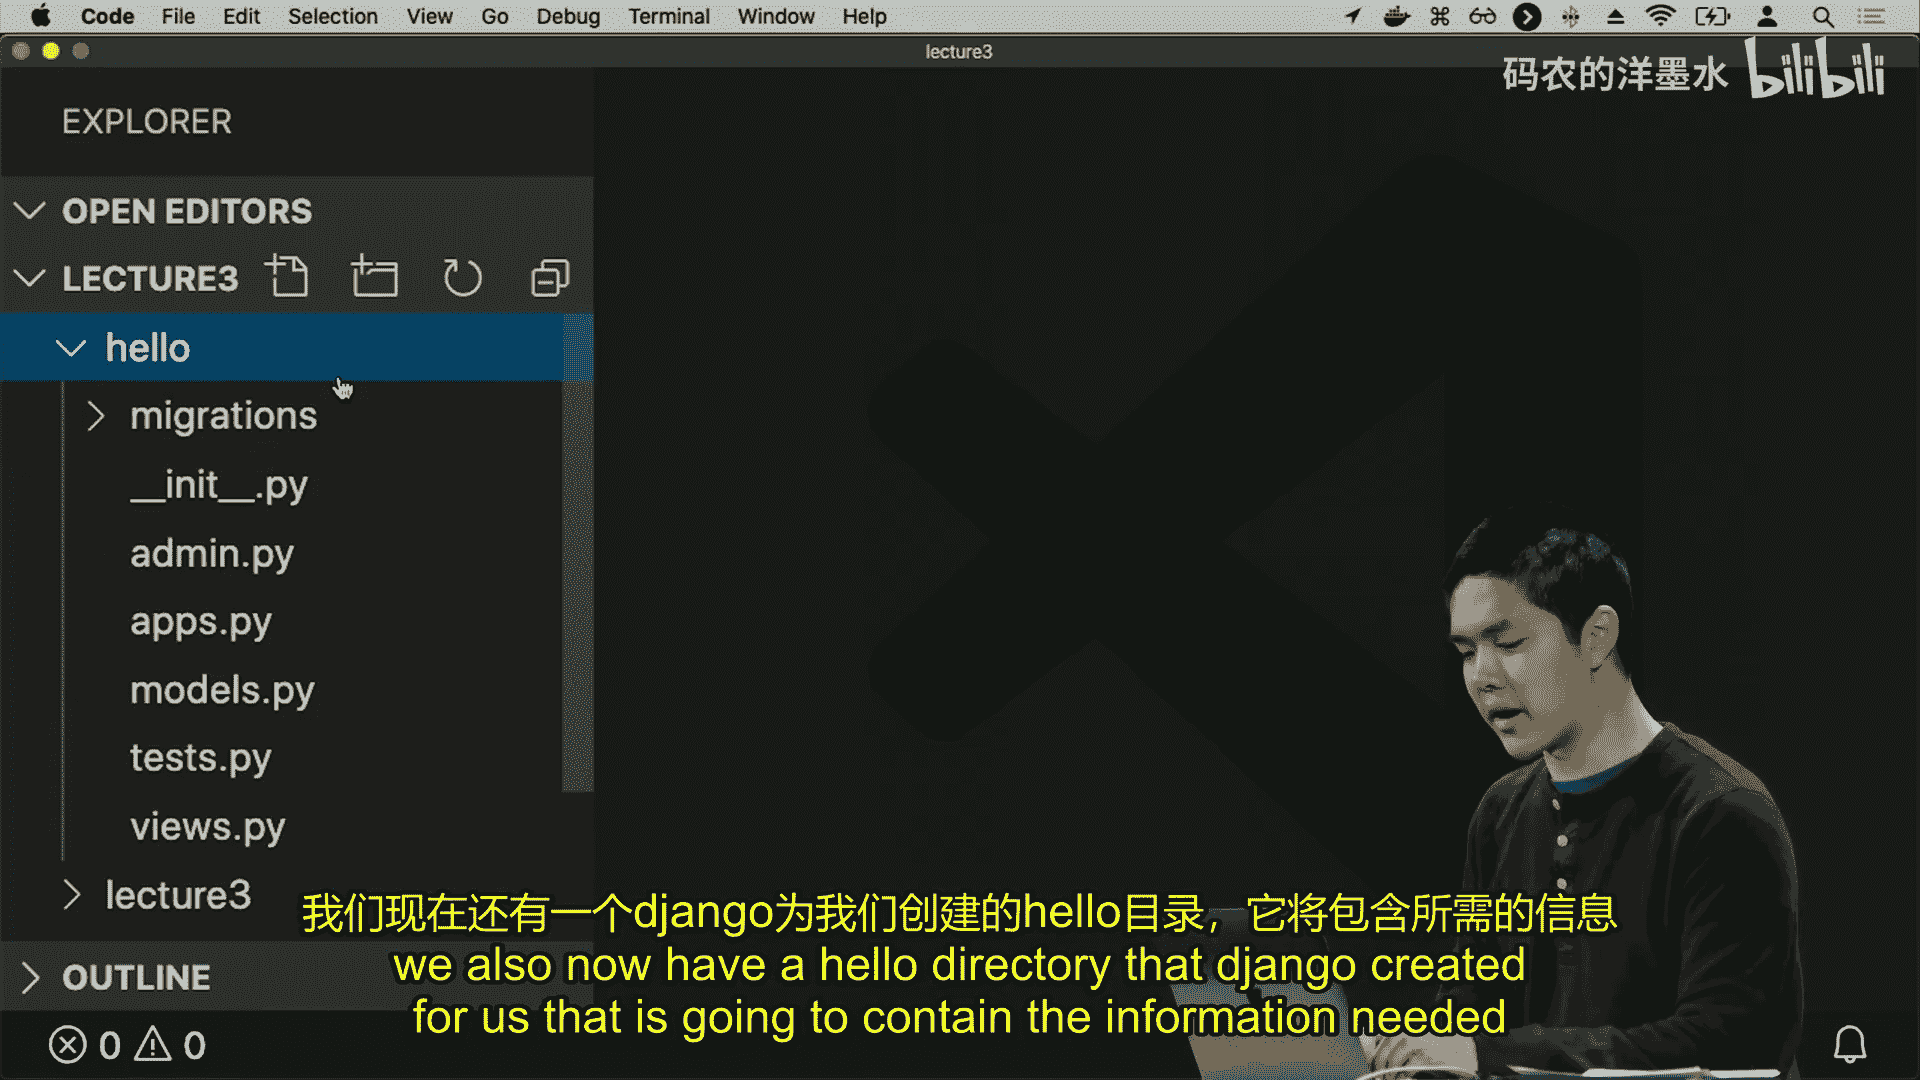 Code File Edit Selection View Go Debug Terminal Window Help
lecture3
码农的洋墨水 bilibili
EXPLORER
OPEN EDITORS
LECTURE3
hello
migrations
__init__.py
admin.py
apps.py
models.py
tests.py
views.py
lecture3
我们现在还有一个django为我们创建的hello目录，它将包含所需的信息
we also now have a hello directory that django created
for us that is going to contain the information needed
OUTLINE
0 0